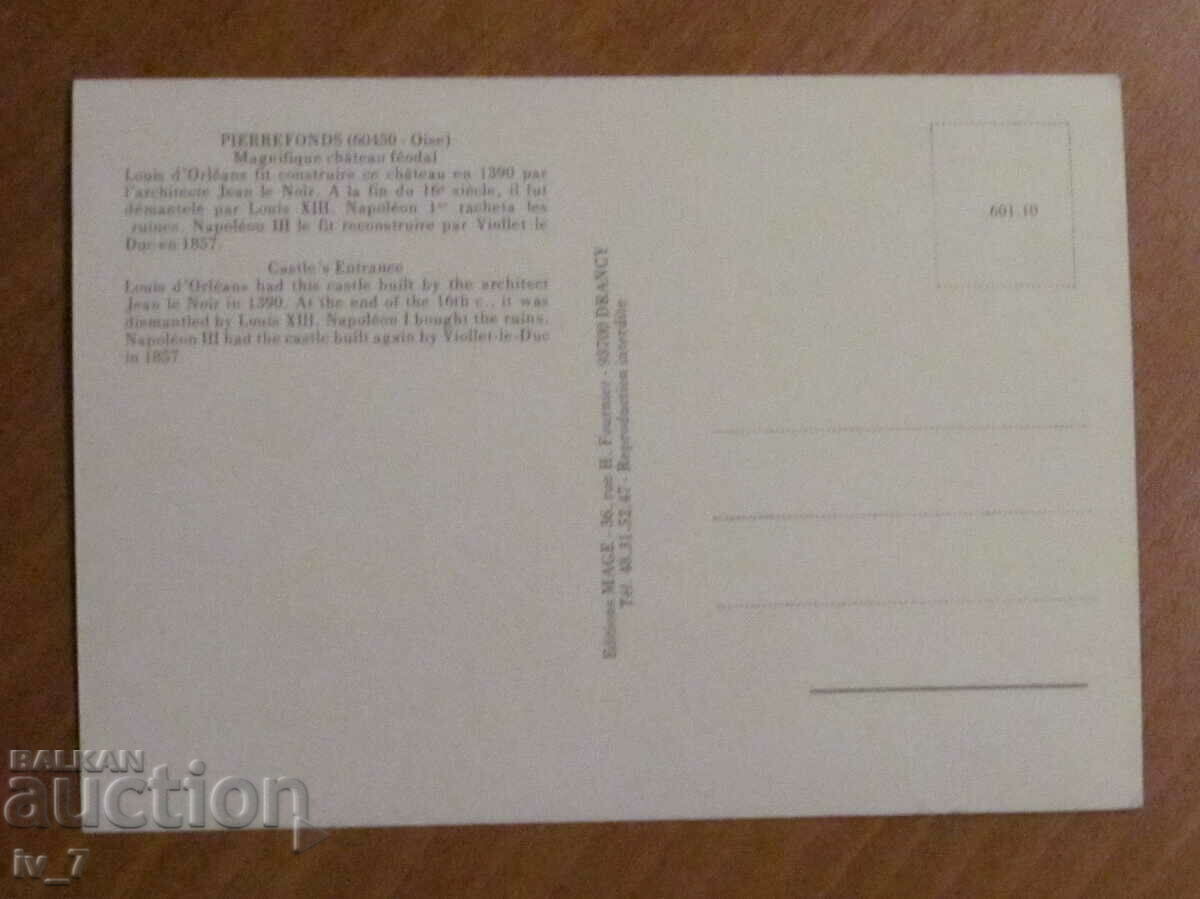 PIERREFONDS (60450 - Oise)
Magnifique château féodal
Louis d'Orléans fit construire ce château en 1390 par
l'architecte Jean le Noir. A la fin du 16e siècle, il fut
démantelé par Louis XIII. Napoléon 1er racheta les
ruines. Napoléon III le fit reconstruire par Viollet le
Duc en 1857.
Castle's Entrance
Louis d'Orléans had this castle built by the architect
Jean le Noir in 1390. At the end of the 16th c., it was
dismantled by Louis XIII. Napoléon I bought the ruins.
Napoléon III had the castle built again by Viollet-le-Duc
in 1857
Editions MAGE - 36, rue H. Fournier - 93700 DRANCY
Tél. 48.31.52.47 - Reproduction interdite
601.10
BALKAN
auction
iv_7